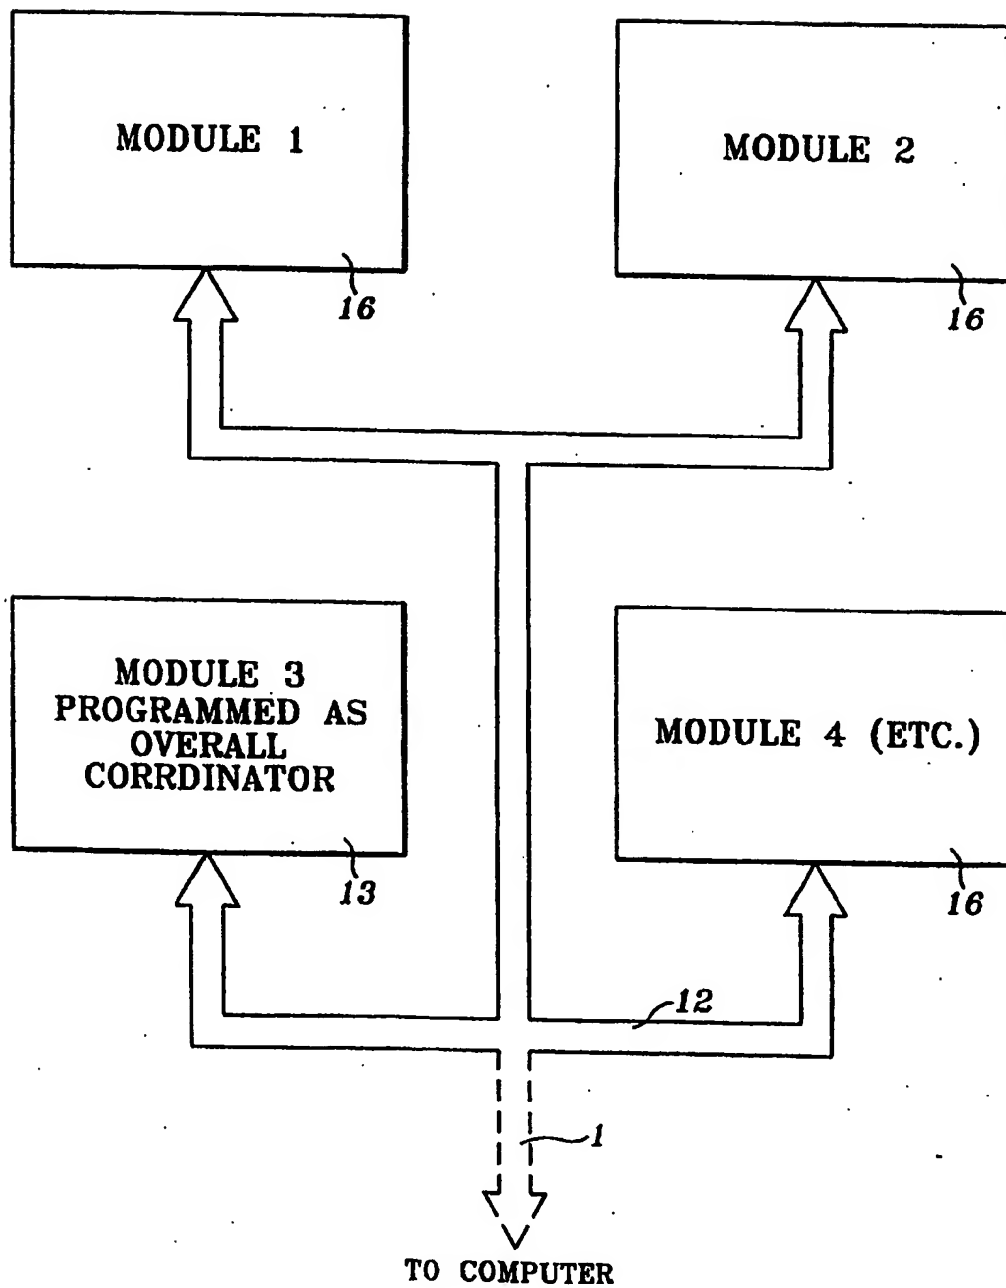 MODULE 1
16
MODULE 2
16
MODULE 3
PROGRAMMED AS
OVERALL
CORRDINATOR
13
MODULE 4 (ETC.)
16
12
1
TO COMPUTER